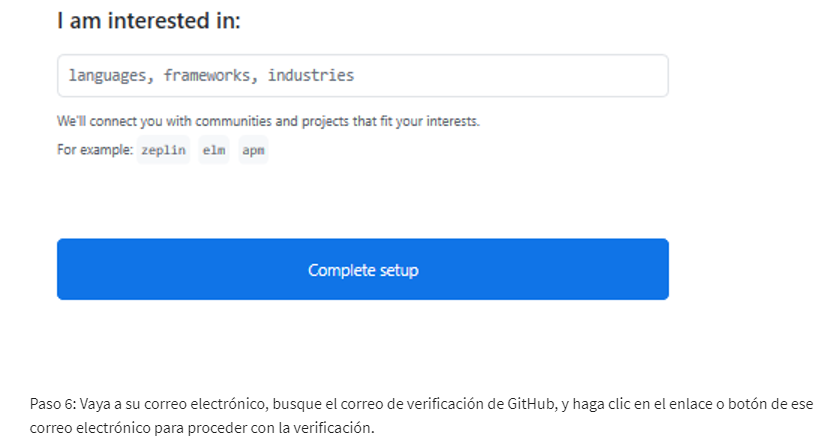 I am interested in:
languages, frameworks, industries
We'll connect you with communities and projects that fit your interests.
For example: zeplin elm apm
Complete setup
Paso 6: Vaya a su correo electrónico, busque el correo de verificación de GitHub, y haga clic en el enlace o botón de ese
correo electrónico para proceder con la verificación.